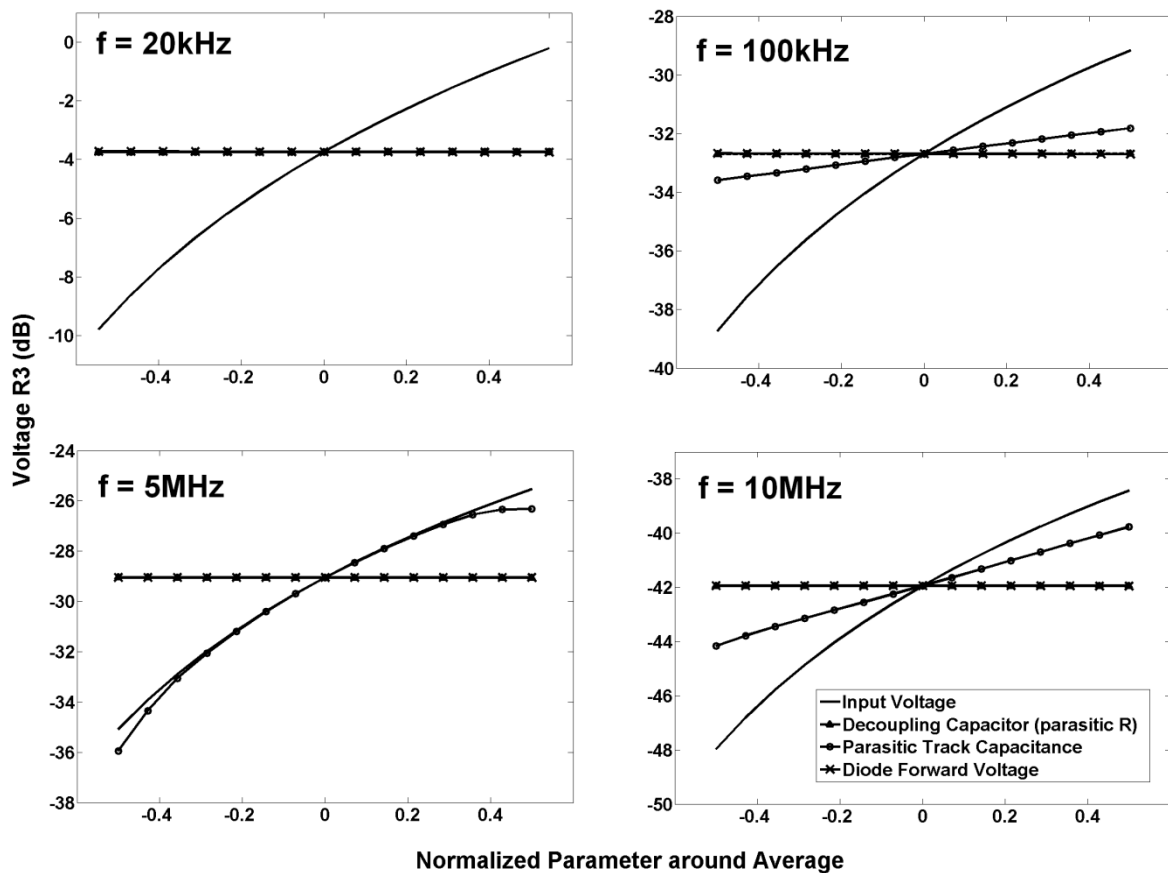 f = 20kHz
0
-2
-4
-6
-8
-10
-0.4 -0.2 0 0.2 0.4
f = 100kHz
-28
-30
-32
-34
-36
-38
-40
-0.4 -0.2 0 0.2 0.4
Voltage R3 (dB)
f = 5MHz
-24
-26
-28
-30
-32
-34
-36
-38
-0.4 -0.2 0 0.2 0.4
f = 10MHz
-38
-40
-42
-44
-46
-48
-50
-0.4 -0.2 0 0.2 0.4
Input Voltage
Decoupling Capacitor (parasitic R)
Parasitic Track Capacitance
Diode Forward Voltage
Normalized Parameter around Average